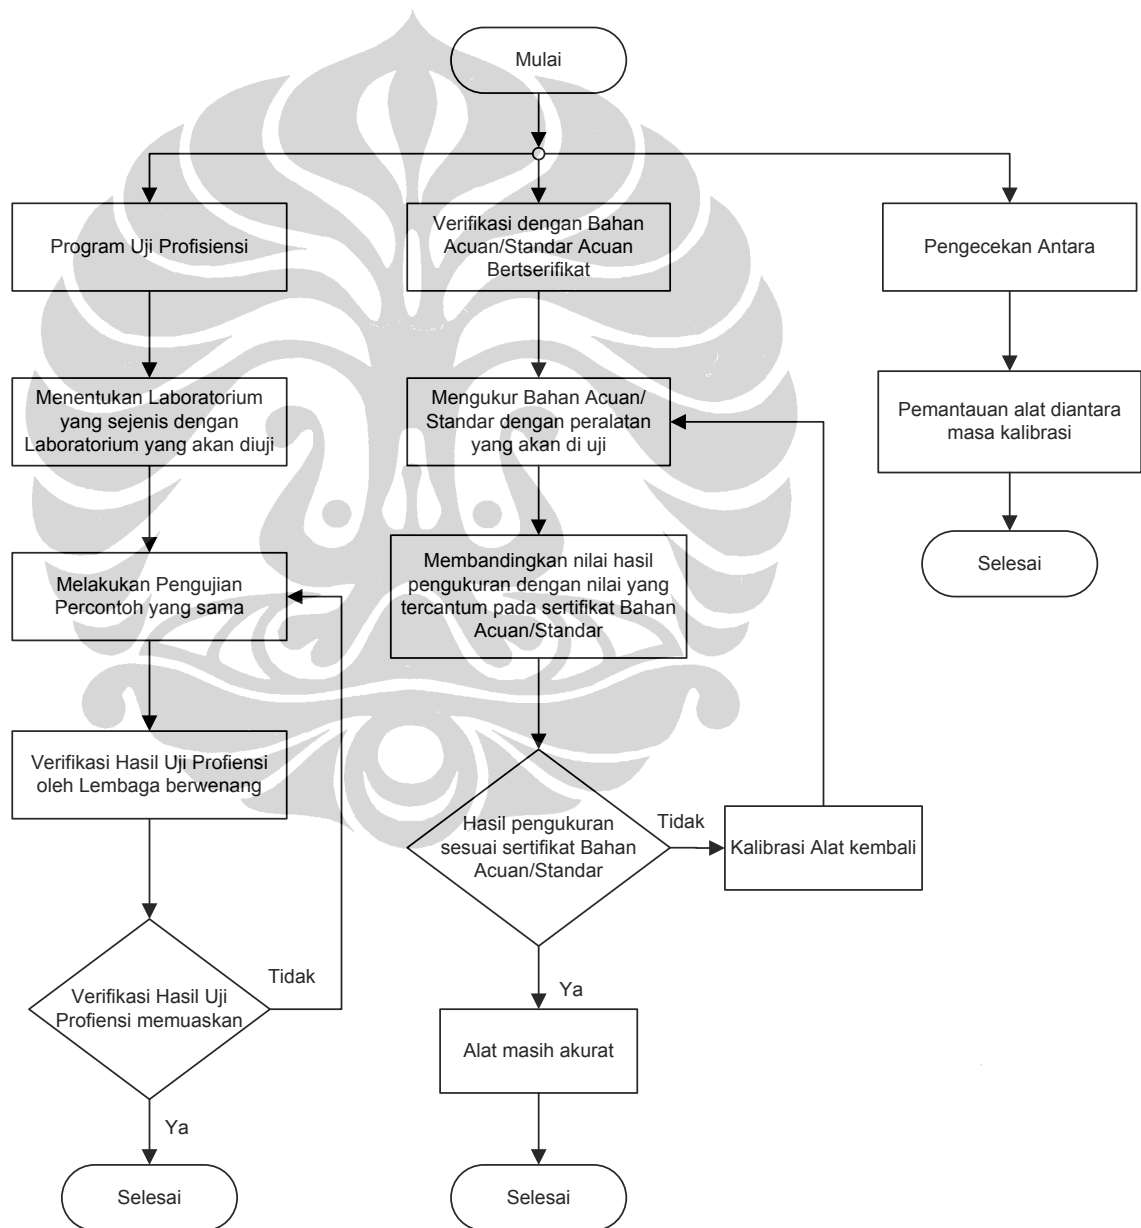 Mulai
Program Uji Profisiensi
Verifikasi dengan Bahan
Acuan/Standar Acuan
Bertserifikat
Pengecekan Antara
Menentukan Laboratorium
yang sejenis dengan
Laboratorium yang akan diuji
Mengukur Bahan Acuan/
Standar dengan peralatan
yang akan di uji
Pemantauan alat diantara
masa kalibrasi
Melakukan Pengujian
Percontoh yang sama
Membandingkan nilai hasil
pengukuran dengan nilai yang
tercantum pada sertifikat Bahan
Acuan/Standar
Selesai
Verifikasi Hasil Uji Profiensi
oleh Lembaga berwenang
Hasil pengukuran
sesuai sertifikat Bahan
Acuan/Standar
Tidak
Kalibrasi Alat kembali
Verifikasi Hasil Uji
Profiensi memuaskan
Tidak
Ya
Alat masih akurat
Ya
Selesai
Selesai